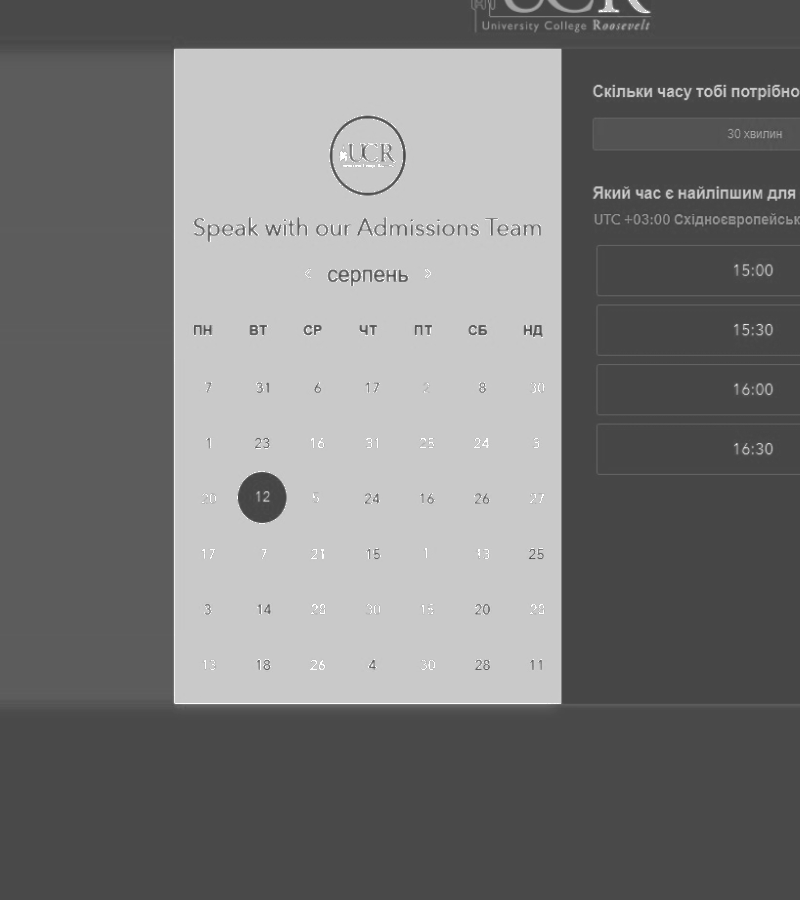 UCR
University College Roosevelt
UCR
Speak with our Admissions Team
серпень
ПН ВТ СР ЧТ ПТ СБ НД
7 31 6 17 2 8 30
1 23 16 31 23 24 5
20 12 5 24 16 26 27
17 7 21 15 1 13 25
3 14 28 30 15 20 28
13 18 26 4 30 28 11
Скільки часу тобі потрібно
30 хвилин
Який час є найліпшим для
UTC +03:00 Східноєвропейськ
15:00
15:30
16:00
16:30